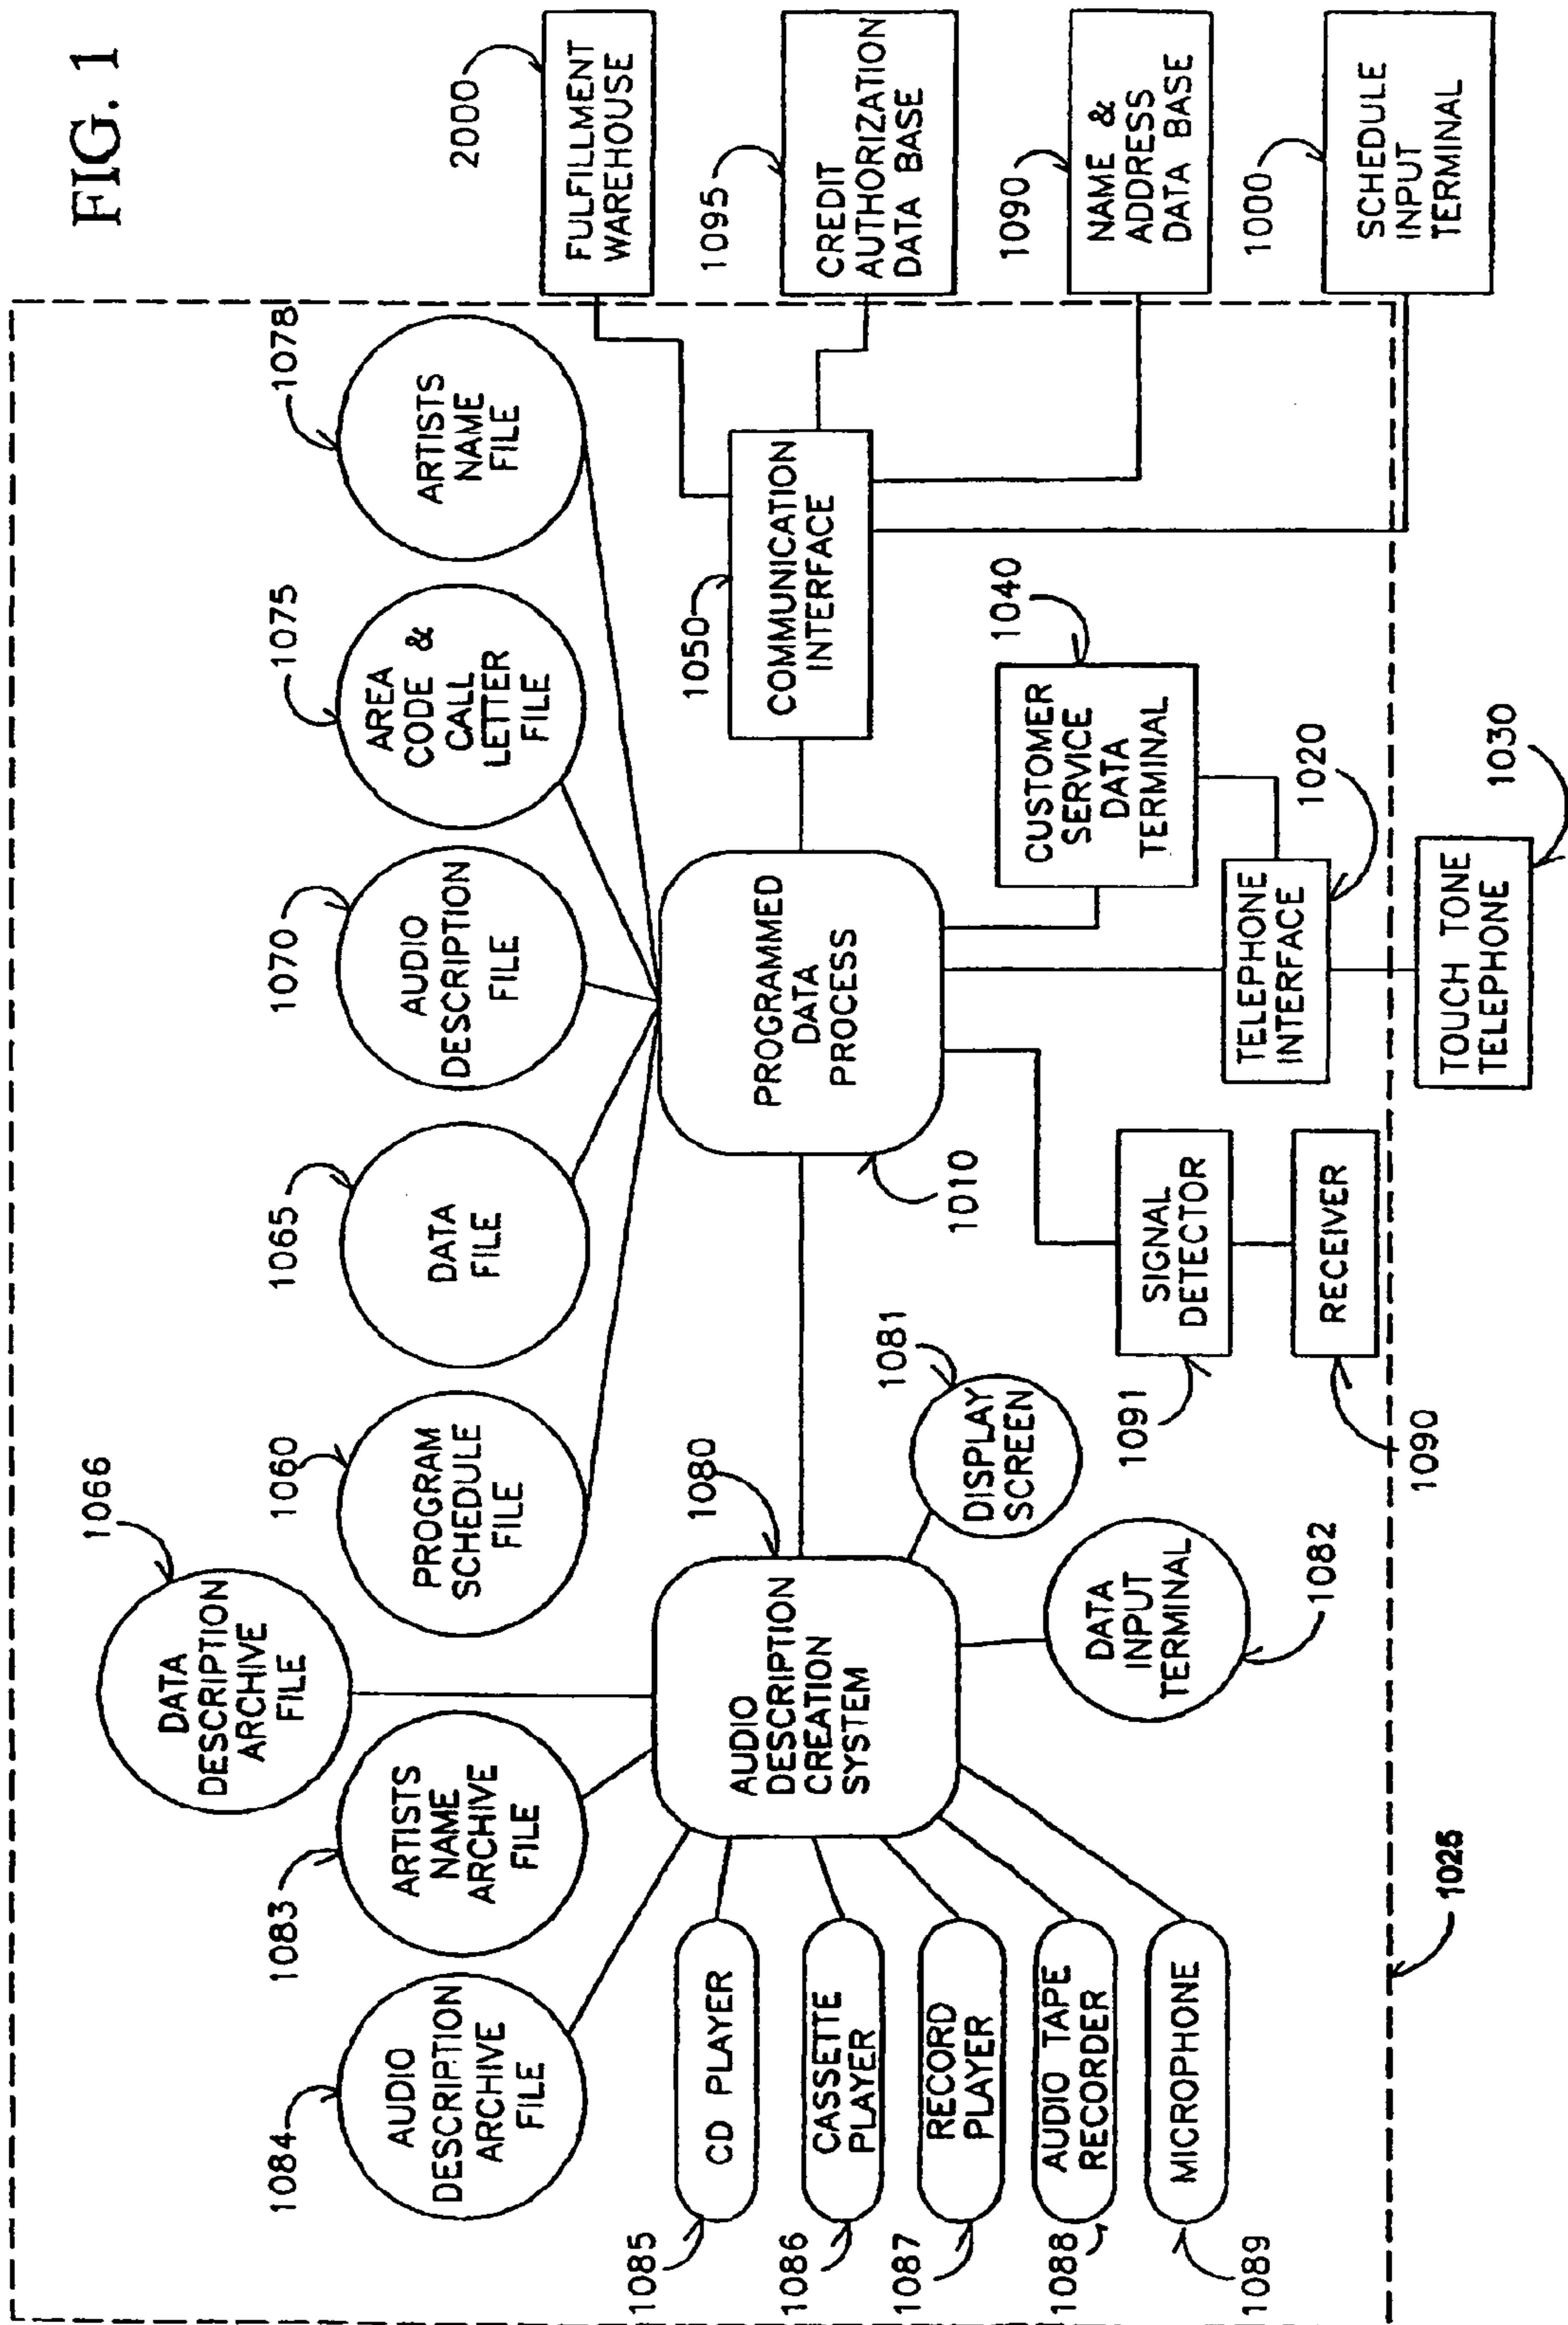 FIG. 1
1066
DATA
DESCRIPTION
ARCHIVE
FILE
1084
AUDIO
DESCRIPTION
ARCHIVE
FILE
1083
ARTISTS
NAME
ARCHIVE
FILE
1060
PROGRAM
SCHEDULE
FILE
1065
DATA
FILE
1070
AUDIO
DESCRIPTION
FILE
1075
AREA
CODE &
CALL
LETTER
FILE
1078
ARTISTS
NAME
FILE
2000
FULFILLMENT
WAREHOUSE
1085
CD PLAYER
1086
CASSETTE
PLAYER
1087
RECORD
PLAYER
1088
AUDIO TAPE
RECORDER
1089
MICROPHONE
1080
AUDIO
DESCRIPTION
CREATION
SYSTEM
1081
DISPLAY
SCREEN
DATA
INPUT
TERMINAL
1082
PROGRAMMED
DATA
PROCESS
1010
1050
COMMUNICATION
INTERFACE
1095
CREDIT
AUTHORIZATION
DATA BASE
1090
NAME &
ADDRESS
DATA BASE
1000
SCHEDULE
INPUT
TERMINAL
1040
CUSTOMER
SERVICE
DATA
TERMINAL
SIGNAL
DETECTOR
1091
RECEIVER
1090
TELEPHONE
INTERFACE
1020
TOUCH TONE
TELEPHONE
1030
1025